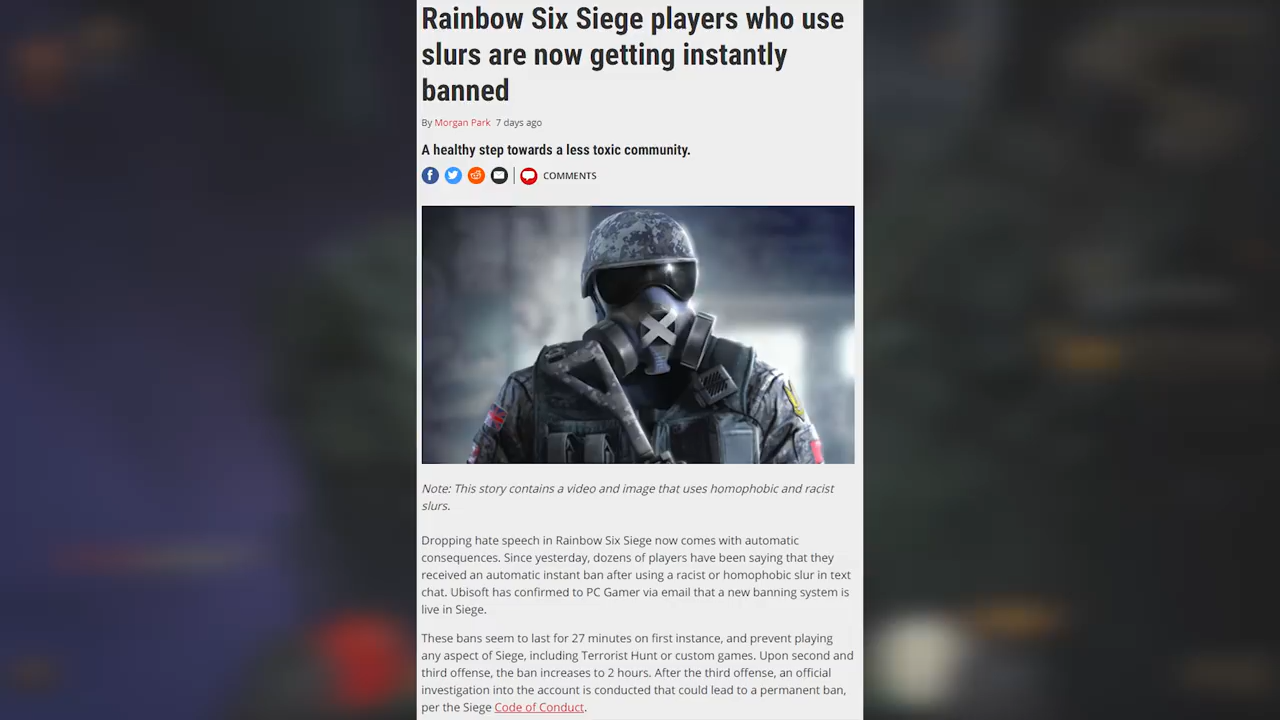 Rainbow Six Siege players who use
slurs are now getting instantly
banned
By Morgan Park 7 days ago
A healthy step towards a less toxic community.
COMMENTS
Note: This story contains a video and image that uses homophobic and racist
slurs.
Dropping hate speech in Rainbow Six Siege now comes with automatic
consequences. Since yesterday, dozens of players have been saying that they
received an automatic instant ban after using a racist or homophobic slur in text
chat. Ubisoft has confirmed to PC Gamer via email that a new banning system is
live in Siege.
These bans seem to last for 27 minutes on first instance, and prevent playing
any aspect of Siege, including Terrorist Hunt or custom games. Upon second and
third offense, the ban increases to 2 hours. After the third offense, an official
investigation into the account is conducted that could lead to a permanent ban,
per the Siege Code of Conduct.